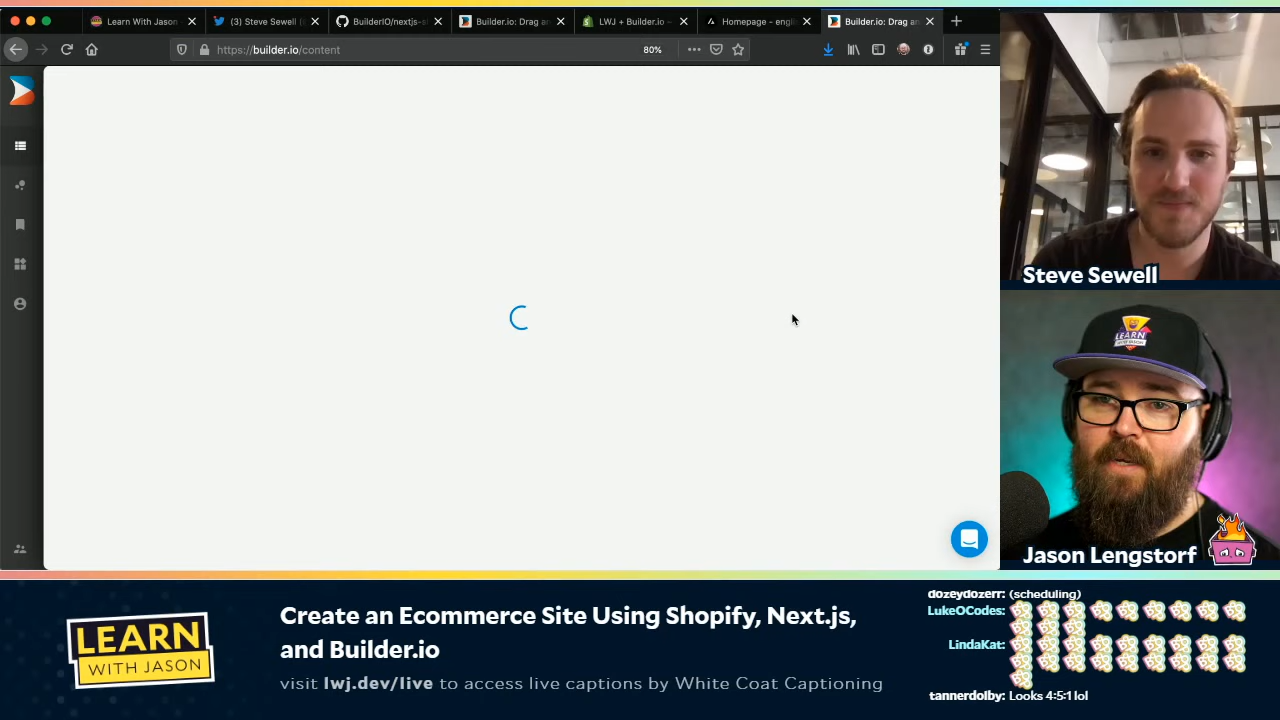 Learn With Jason
(3) Steve Sewell (
BuilderIO/nextjs-s
Builder.io: Drag an
LWJ + Builder.io –
Homepage - engli
Builder.io: Drag an
https://builder.io/content
80%
Steve Sewell
LEARN
Jason Lengstorf
LEARN
WITH JASON
Create an Ecommerce Site Using Shopify, Next.js,
and Builder.io
visit lwj.dev/live to access live captions by White Coat Captioning
dozeydozerr: (scheduling)
LukeOCodes:
LindaKat:
tannerdolby: Looks 4:5:1 lol